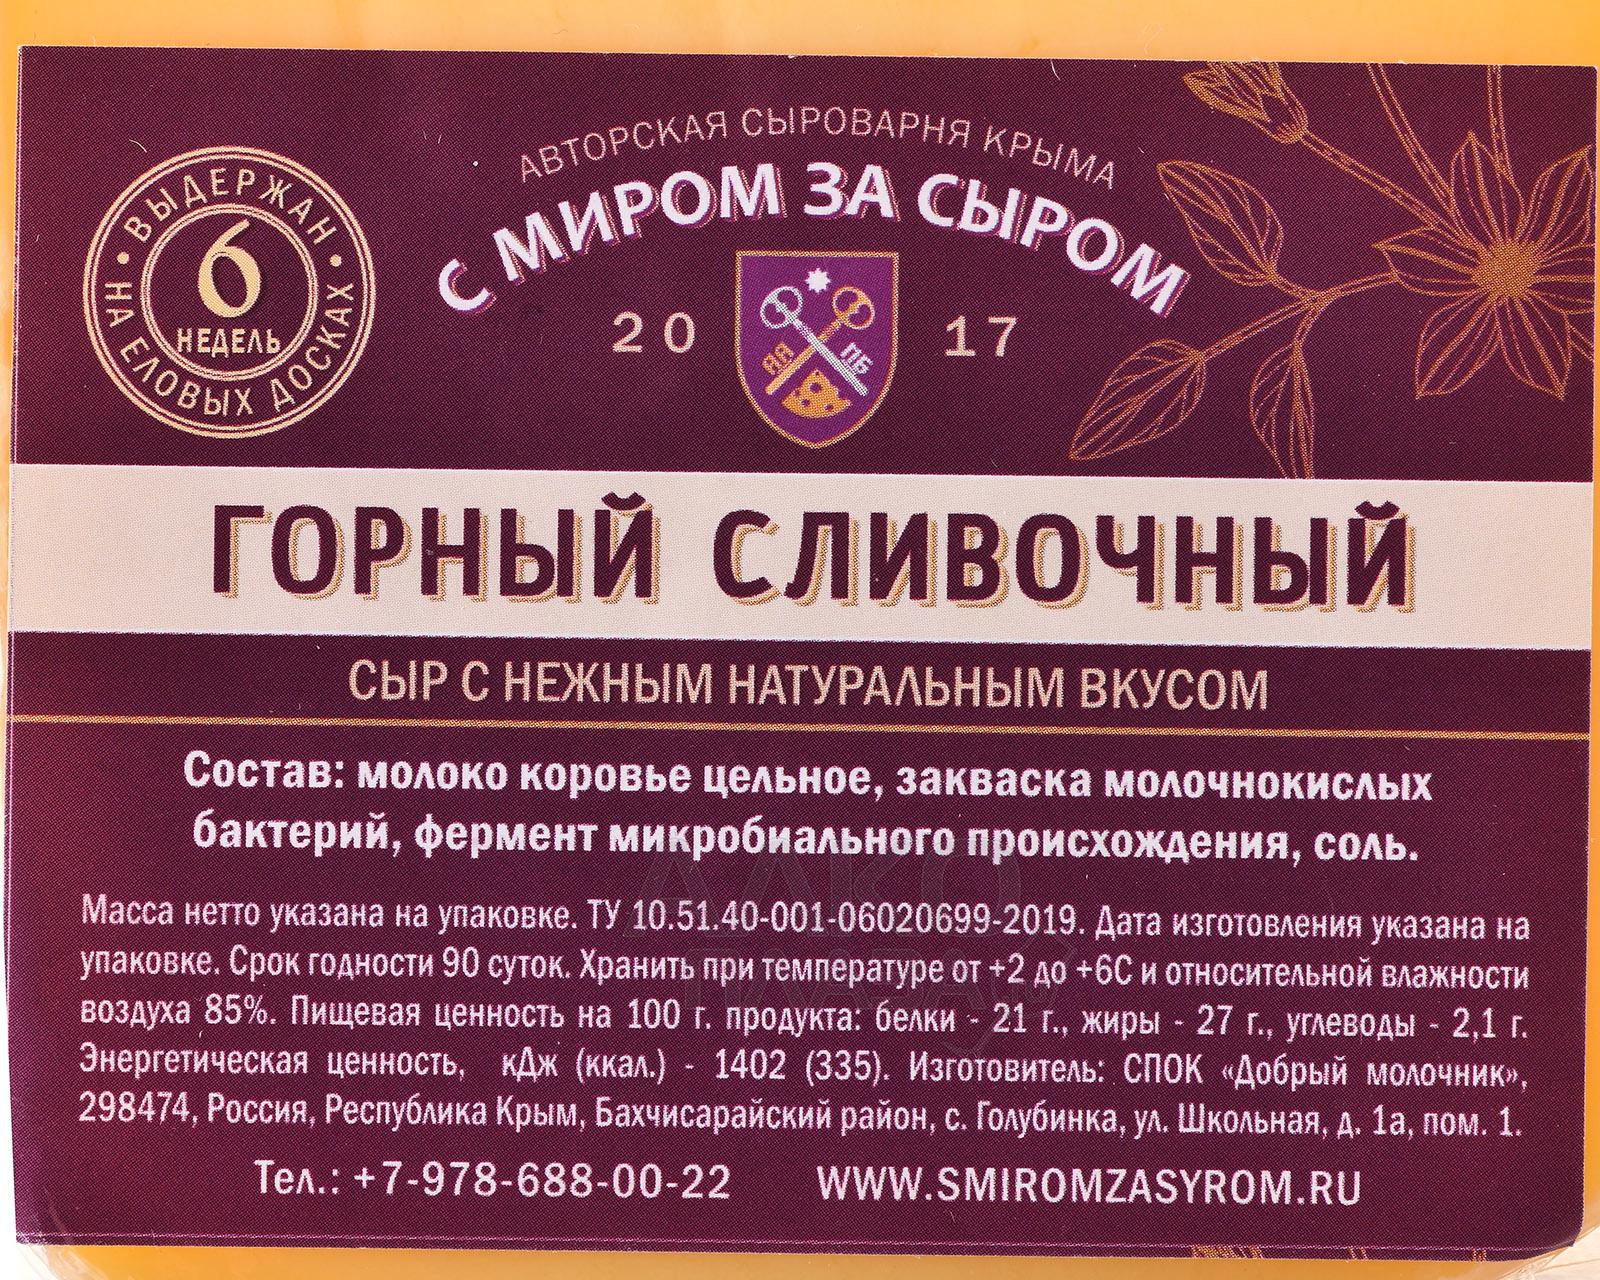 АВТОРСКАЯ СЫРОВАРНЯ КРЫМА
С МИРОМ ЗА СЫРОМ
20 17
ЯА ПБ
ВЫДЕРЖАН
6
НЕДЕЛЬ
НА ЕЛОВЫХ ДОСКАХ
ГОРНЫЙ СЛИВОЧНЫЙ
СЫР С НЕЖНЫМ НАТУРАЛЬНЫМ ВКУСОМ
Состав: молоко коровье цельное, закваска молочнокислых
бактерий, фермент микробиального происхождения, соль.
Масса нетто указана на упаковке. ТУ 10.51.40-001-06020699-2019. Дата изготовления указана на
упаковке. Срок годности 90 суток. Хранить при температуре от +2 до +6С и относительной влажности
воздуха 85%. Пищевая ценность на 100 г. продукта: белки - 21 г., жиры - 27 г., углеводы - 2,1 г.
Энергетическая ценность, кДж (ккал.) - 1402 (335). Изготовитель: СПОК «Добрый молочник»,
298474, Россия, Республика Крым, Бахчисарайский район, с. Голубинка, ул. Школьная, д. 1а, пом. 1.
Тел.: +7-978-688-00-22 WWW.SMIROMZASYROM.RU
АЛКО
ПЛАЗА